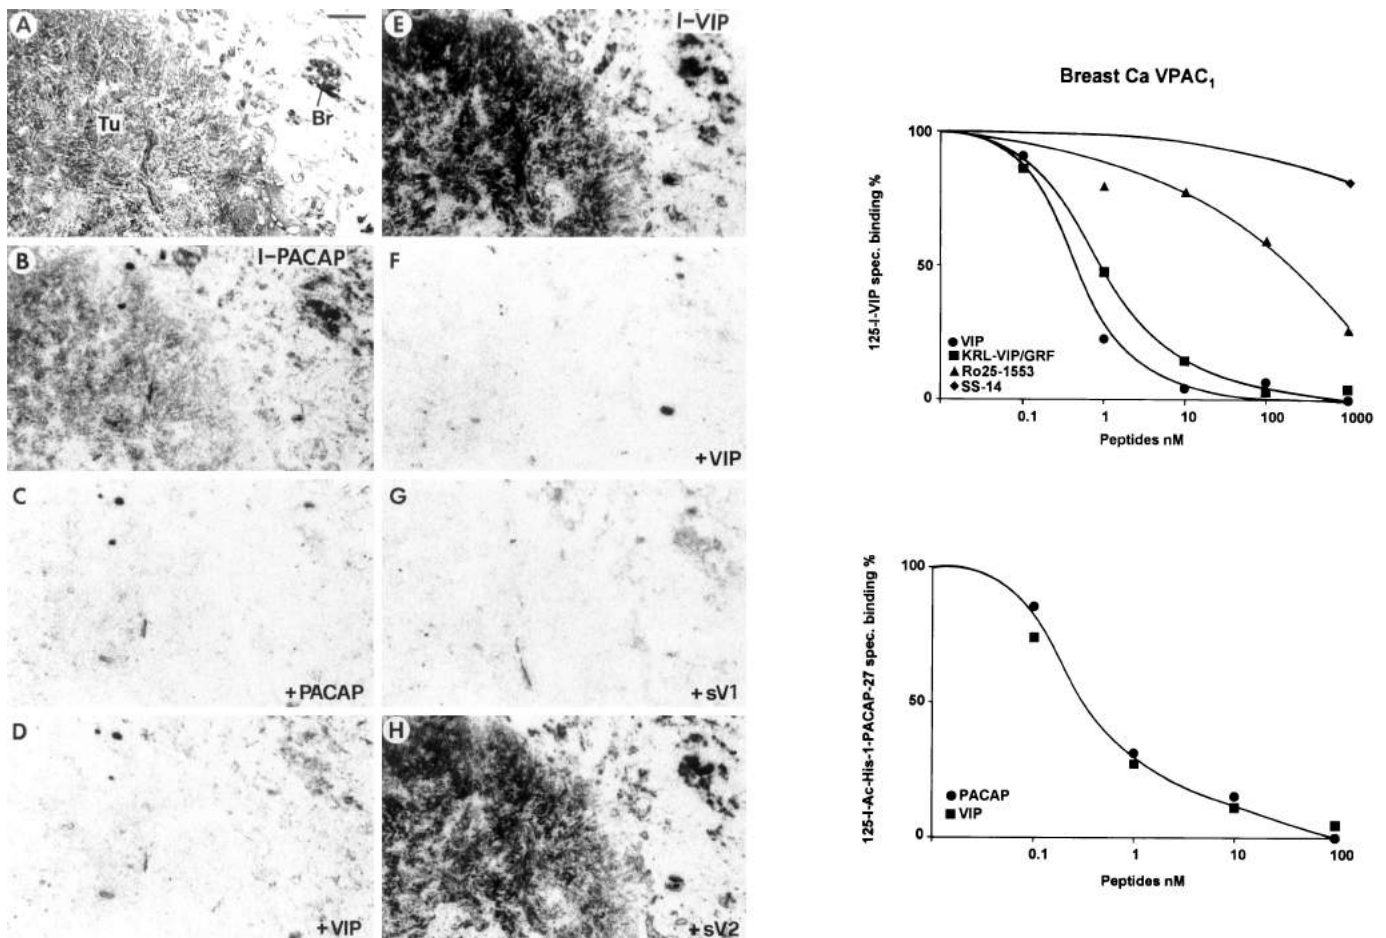 A
Tu
Br
E
I-VIP
B
I-PACAP
F
+VIP
C
+PACAP
G
+sV1
D
+VIP
H
+sV2
Breast Ca VPAC1
125-I-VIP spec. binding %
100
50
0
VIP
KRL-VIP/GRF
Ro25-1553
SS-14
0.1 1 10 100 1000
Peptides nM
125-I-Ac-His-1-PACAP-27 spec. binding %
100
50
0
PACAP
VIP
0.1 1 10 100
Peptides nM